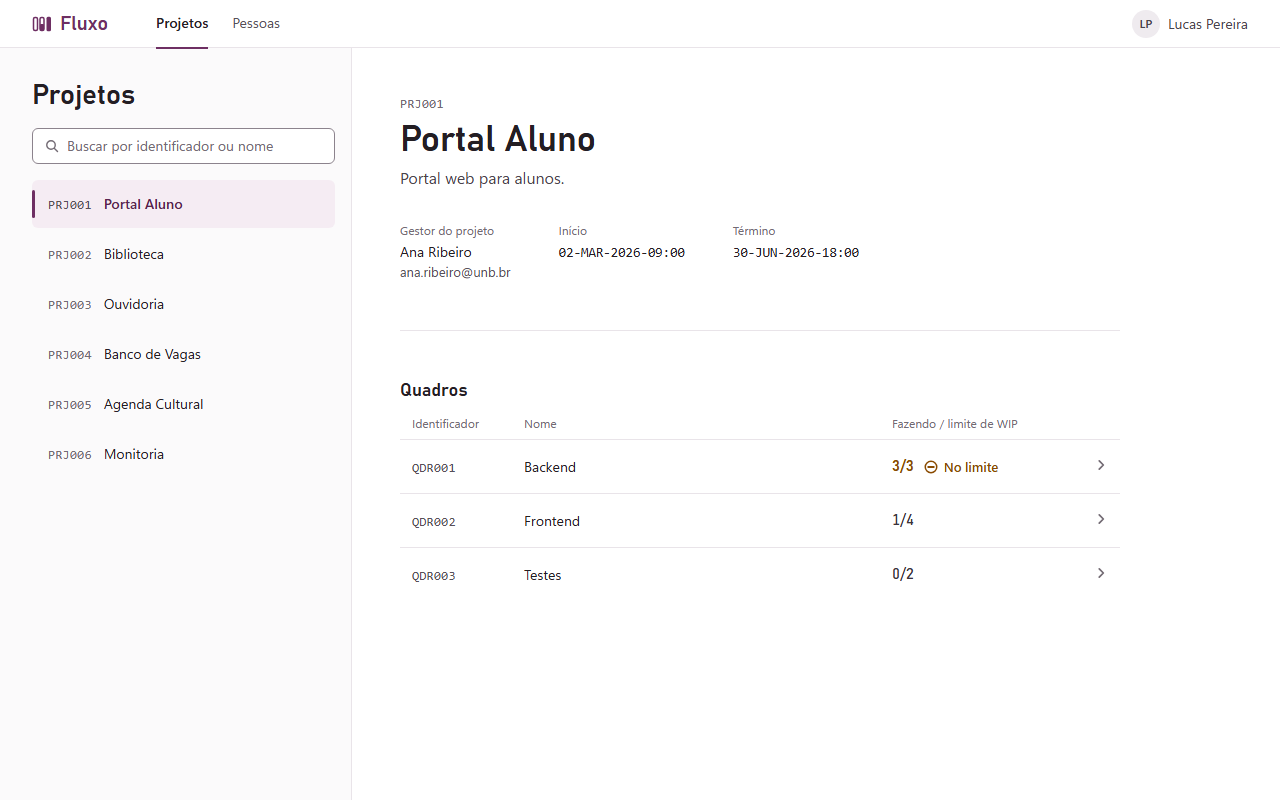 Fluxo
Projetos
Pessoas
LP
Lucas Pereira
Projetos
Buscar por identificador ou nome
PRJ001 Portal Aluno
PRJ002 Biblioteca
PRJ003 Ouvidoria
PRJ004 Banco de Vagas
PRJ005 Agenda Cultural
PRJ006 Monitoria
PRJ001
Portal Aluno
Portal web para alunos.
Gestor do projeto
Ana Ribeiro
ana.ribeiro@unb.br
Início
02-MAR-2026-09:00
Término
30-JUN-2026-18:00
Quadros
Identificador Nome Fazendo / limite de WIP
QDR001 Backend 3/3 No limite
QDR002 Frontend 1/4
QDR003 Testes 0/2